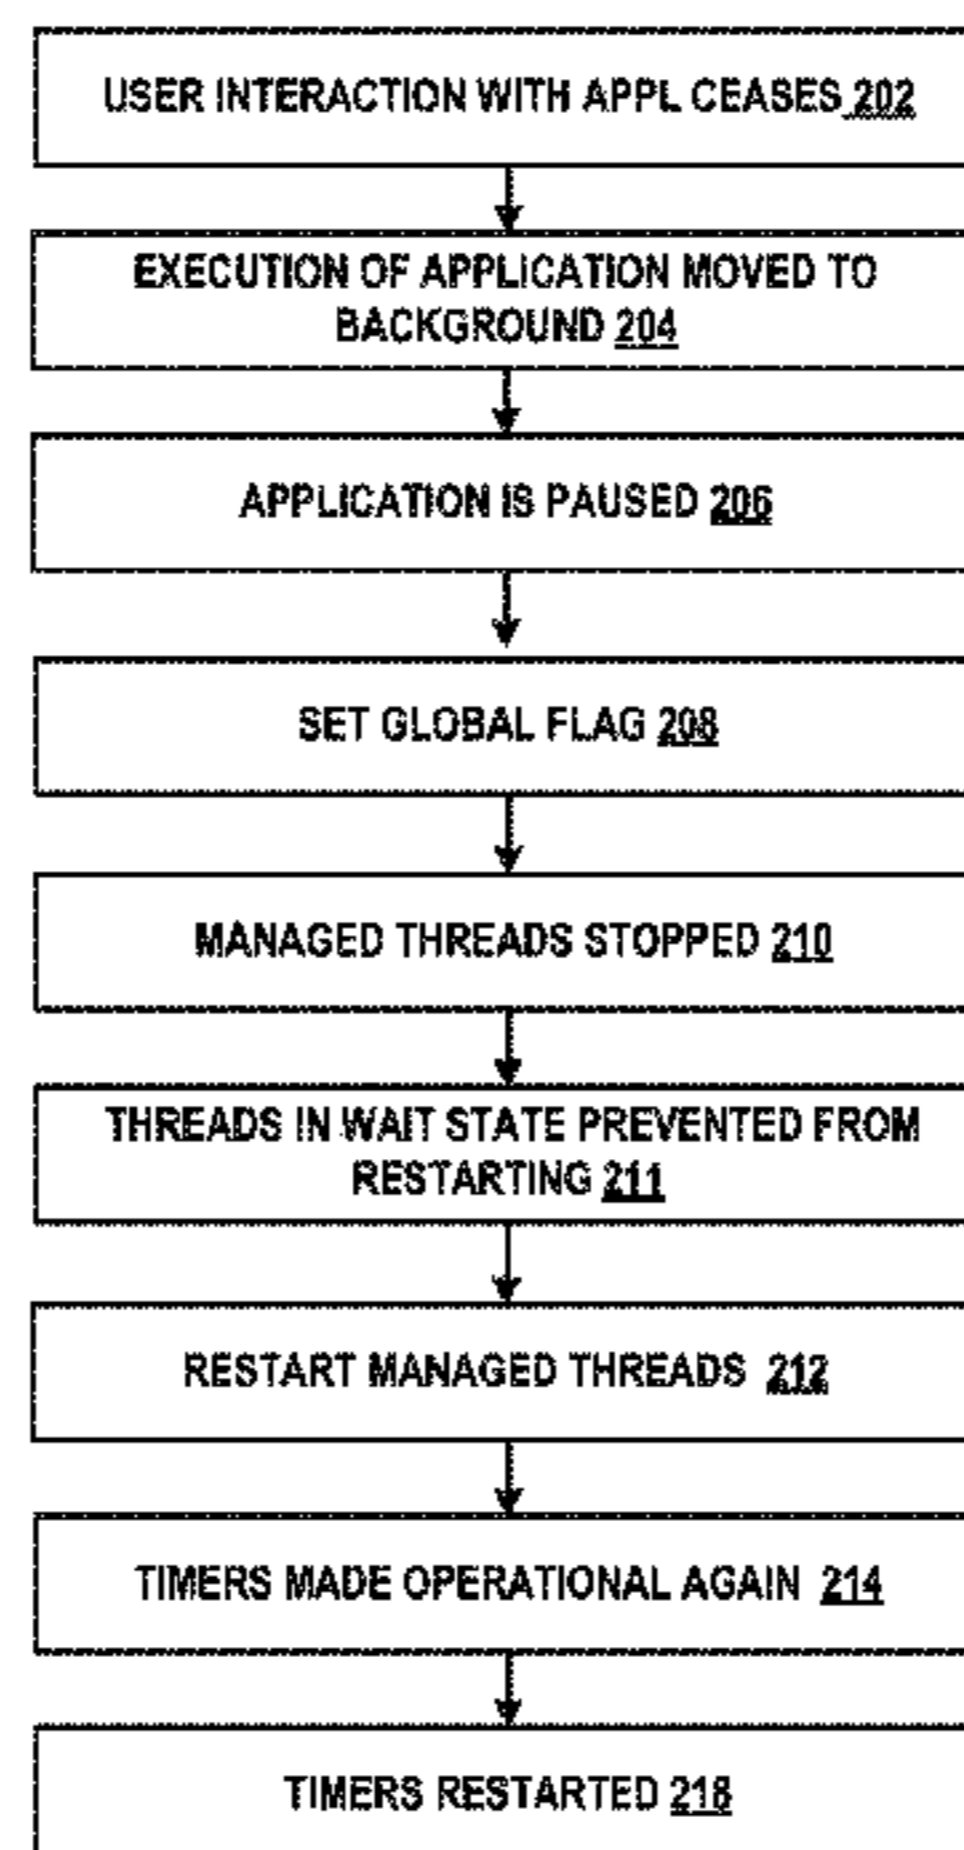 USER INTERACTION WITH APPL CEASES 202
EXECUTION OF APPLICATION MOVED TO
BACKGROUND 204
APPLICATION IS PAUSED 206
SET GLOBAL FLAG 208
MANAGED THREADS STOPPED 210
THREADS IN WAIT STATE PREVENTED FROM
RESTARTING 211
RESTART MANAGED THREADS 212
TIMERS MADE OPERATIONAL AGAIN 214
TIMERS RESTARTED 218